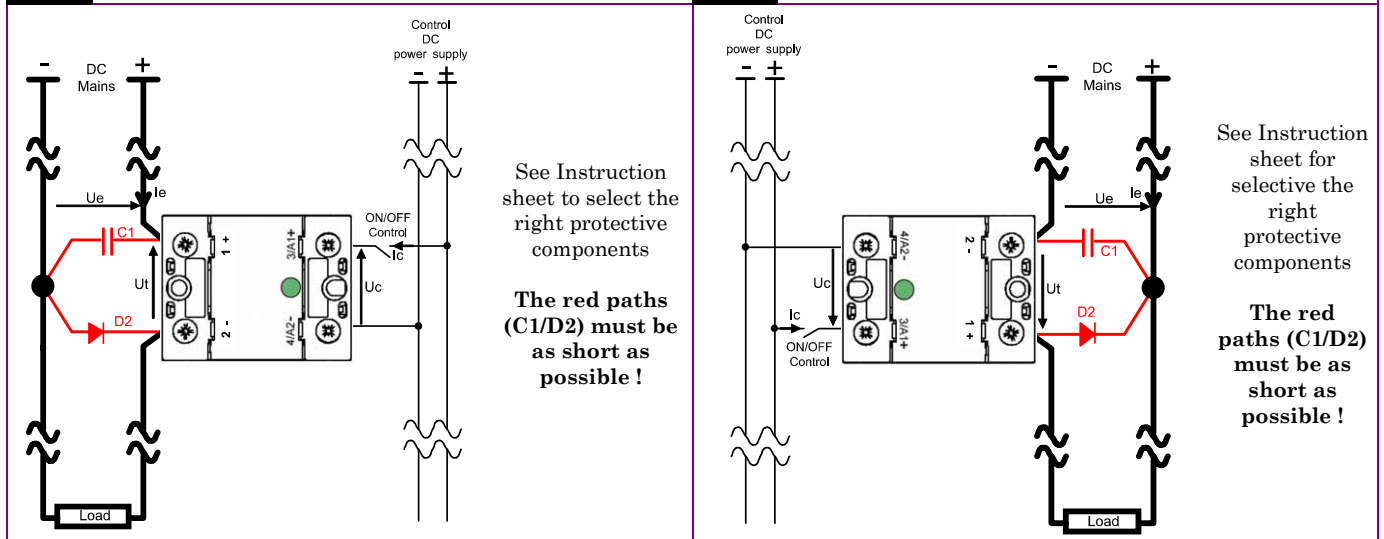 Control
DC
power supply
- +
- DC +
Mains
Ue Ie
C1
Ut
D2
1 +
2 -
3/A1+
4/A2-
ON/OFF
Control
Ic
Uc
Load
See Instruction
sheet to select the
right protective
components
The red paths
(C1/D2) must be
as short as
possible !
Control
DC
power supply
- +
- DC +
Mains
Ue Ie
C1
Ut
D2
4/A2-
3/A1+
2 -
1 +
Uc
Ic
ON/OFF
Control
Load
See Instruction
sheet for
selective the
right
protective
components
The red
paths (C1/D2)
must be as
short as
possible !